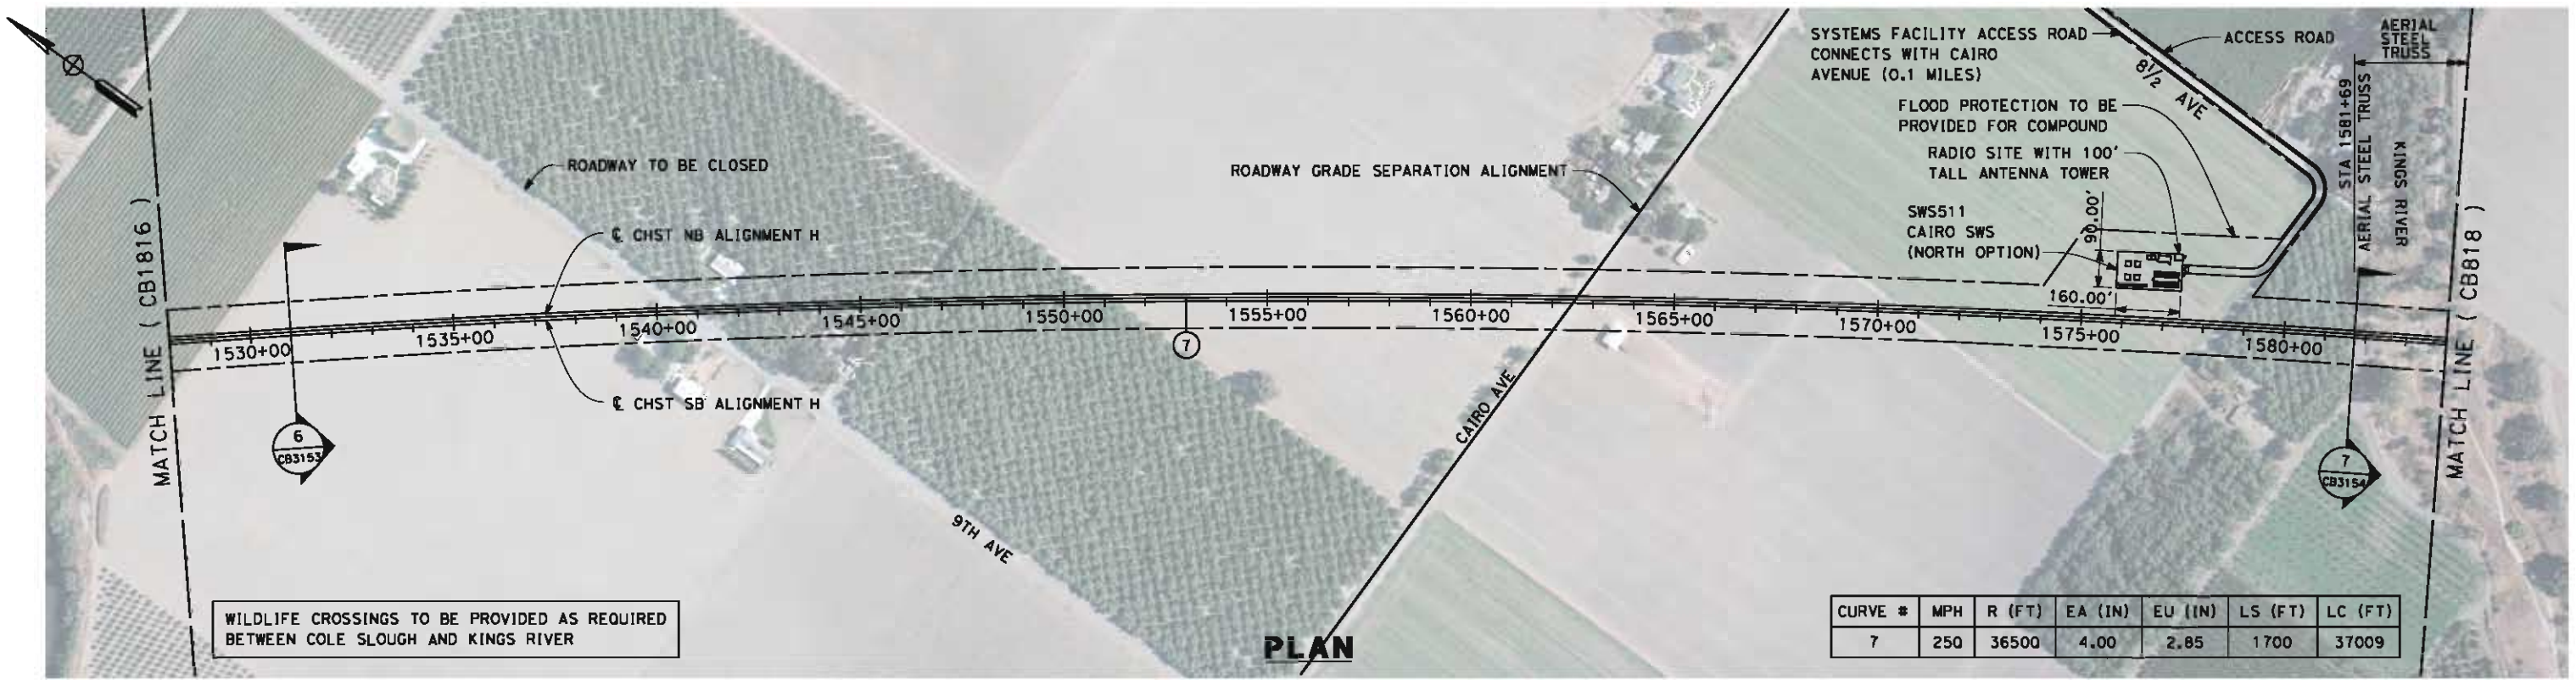 SYSTEMS FACILITY ACCESS ROAD
CONNECTS WITH CAIRO
AVENUE (0.1 MILES)
ACCESS ROAD
AERIAL
STEEL
TRUSS
8 1/2 AVE
FLOOD PROTECTION TO BE
PROVIDED FOR COMPOUND
RADIO SITE WITH 100'
TALL ANTENNA TOWER
SWS511
CAIRO SWS
(NORTH OPTION)
90.00'
160.00'
STA 1581+69
AERIAL STEEL TRUSS
KINGS RIVER
MATCH LINE ( CB1816 )
MATCH LINE ( CB818 )
ROADWAY TO BE CLOSED
ROADWAY GRADE SEPARATION ALIGNMENT
℄ CHST NB ALIGNMENT H
1530+00
1535+00
1540+00
1545+00
1550+00
1555+00
1560+00
1565+00
1570+00
1575+00
1580+00
7
℄ CHST SB ALIGNMENT H
CAIRO AVE
6
CB3153
7
CB3154
9TH AVE
WILDLIFE CROSSINGS TO BE PROVIDED AS REQUIRED
BETWEEN COLE SLOUGH AND KINGS RIVER
PLAN
CURVE # MPH R (FT) EA (IN) EU (IN) LS (FT) LC (FT)
7 250 36500 4.00 2.85 1700 37009